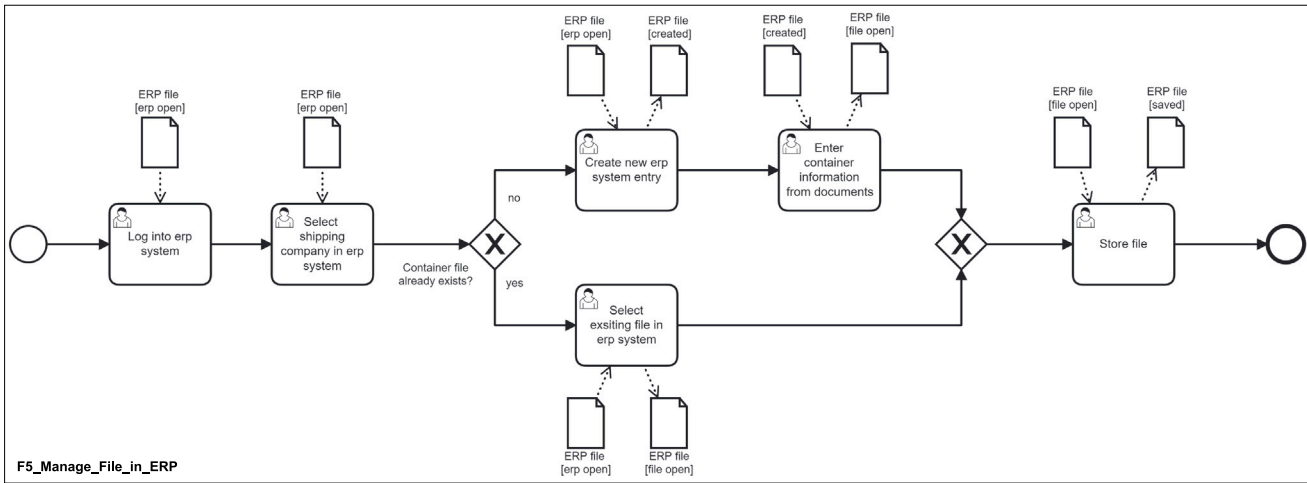 ERP file
[erp open]
ERP file
[created]
ERP file
[created]
ERP file
[file open]
ERP file
[erp open]
ERP file
[erp open]
ERP file
[file open]
ERP file
[saved]
Create new erp
system entry
Enter
container
information
from documents
no
Log into erp
system
Select
shipping
company in erp
system
Container file
already exists?
yes
Store file
Select
exsiting file in
erp system
ERP file
[erp open]
ERP file
[file open]
F5_Manage_File_in_ERP